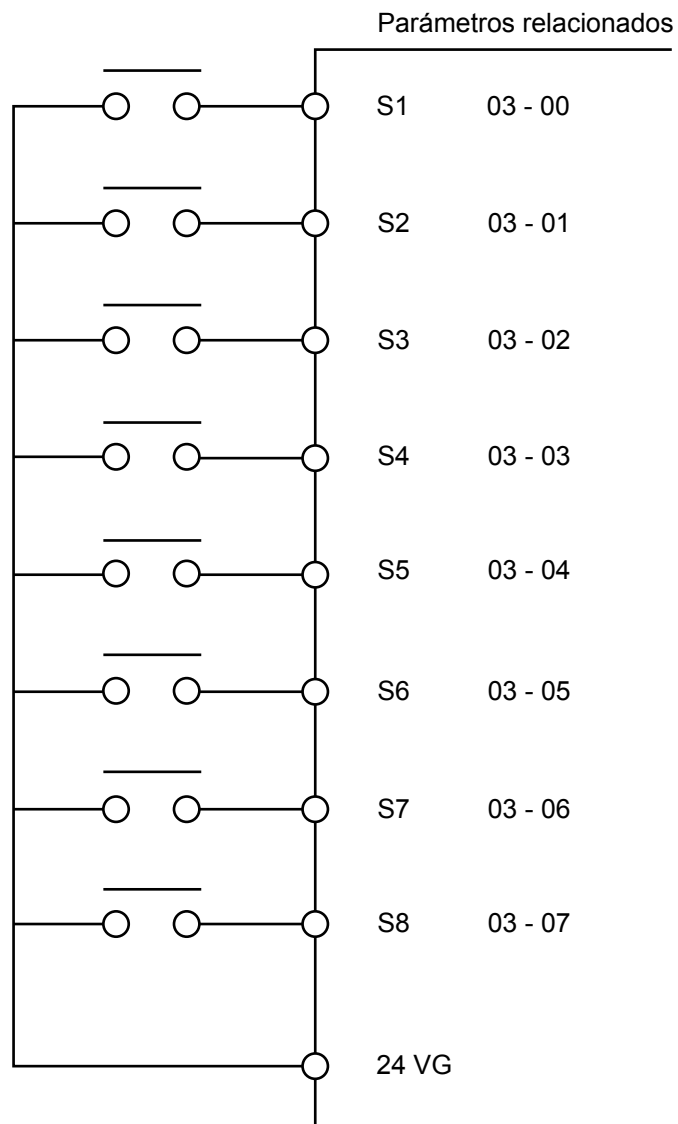 Parámetros relacionados
S1 03 - 00
S2 03 - 01
S3 03 - 02
S4 03 - 03
S5 03 - 04
S6 03 - 05
S7 03 - 06
S8 03 - 07
24 VG